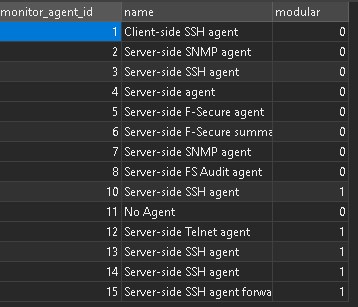 monitor_agent_id name modular
1 Client-side SSH agent 0
2 Server-side SNMP agent 0
3 Server-side SSH agent 0
4 Server-side agent 0
5 Server-side F-Secure agent 0
6 Server-side F-Secure summa 0
7 Server-side SNMP agent 0
8 Server-side FS Audit agent 0
10 Server-side SSH agent 1
11 No Agent 0
12 Server-side Telnet agent 1
13 Server-side SSH agent 1
14 Server-side SSH agent 1
15 Server-side SSH agent forwa 1